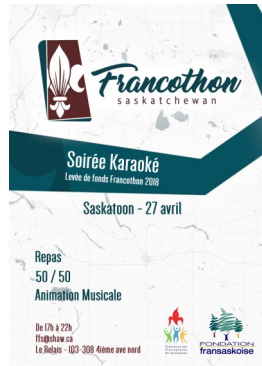 Francothon
saskatchewan
Soirée Karaoké
Levée de fonds Francothon 2018
Saskatoon - 27 avril
Repas
50 / 50
Animation Musicale
De 17h à 22h
ffs@shaw.ca
Le Relais - 103-308 4ième ave nord
FONDATION
fransaskoise